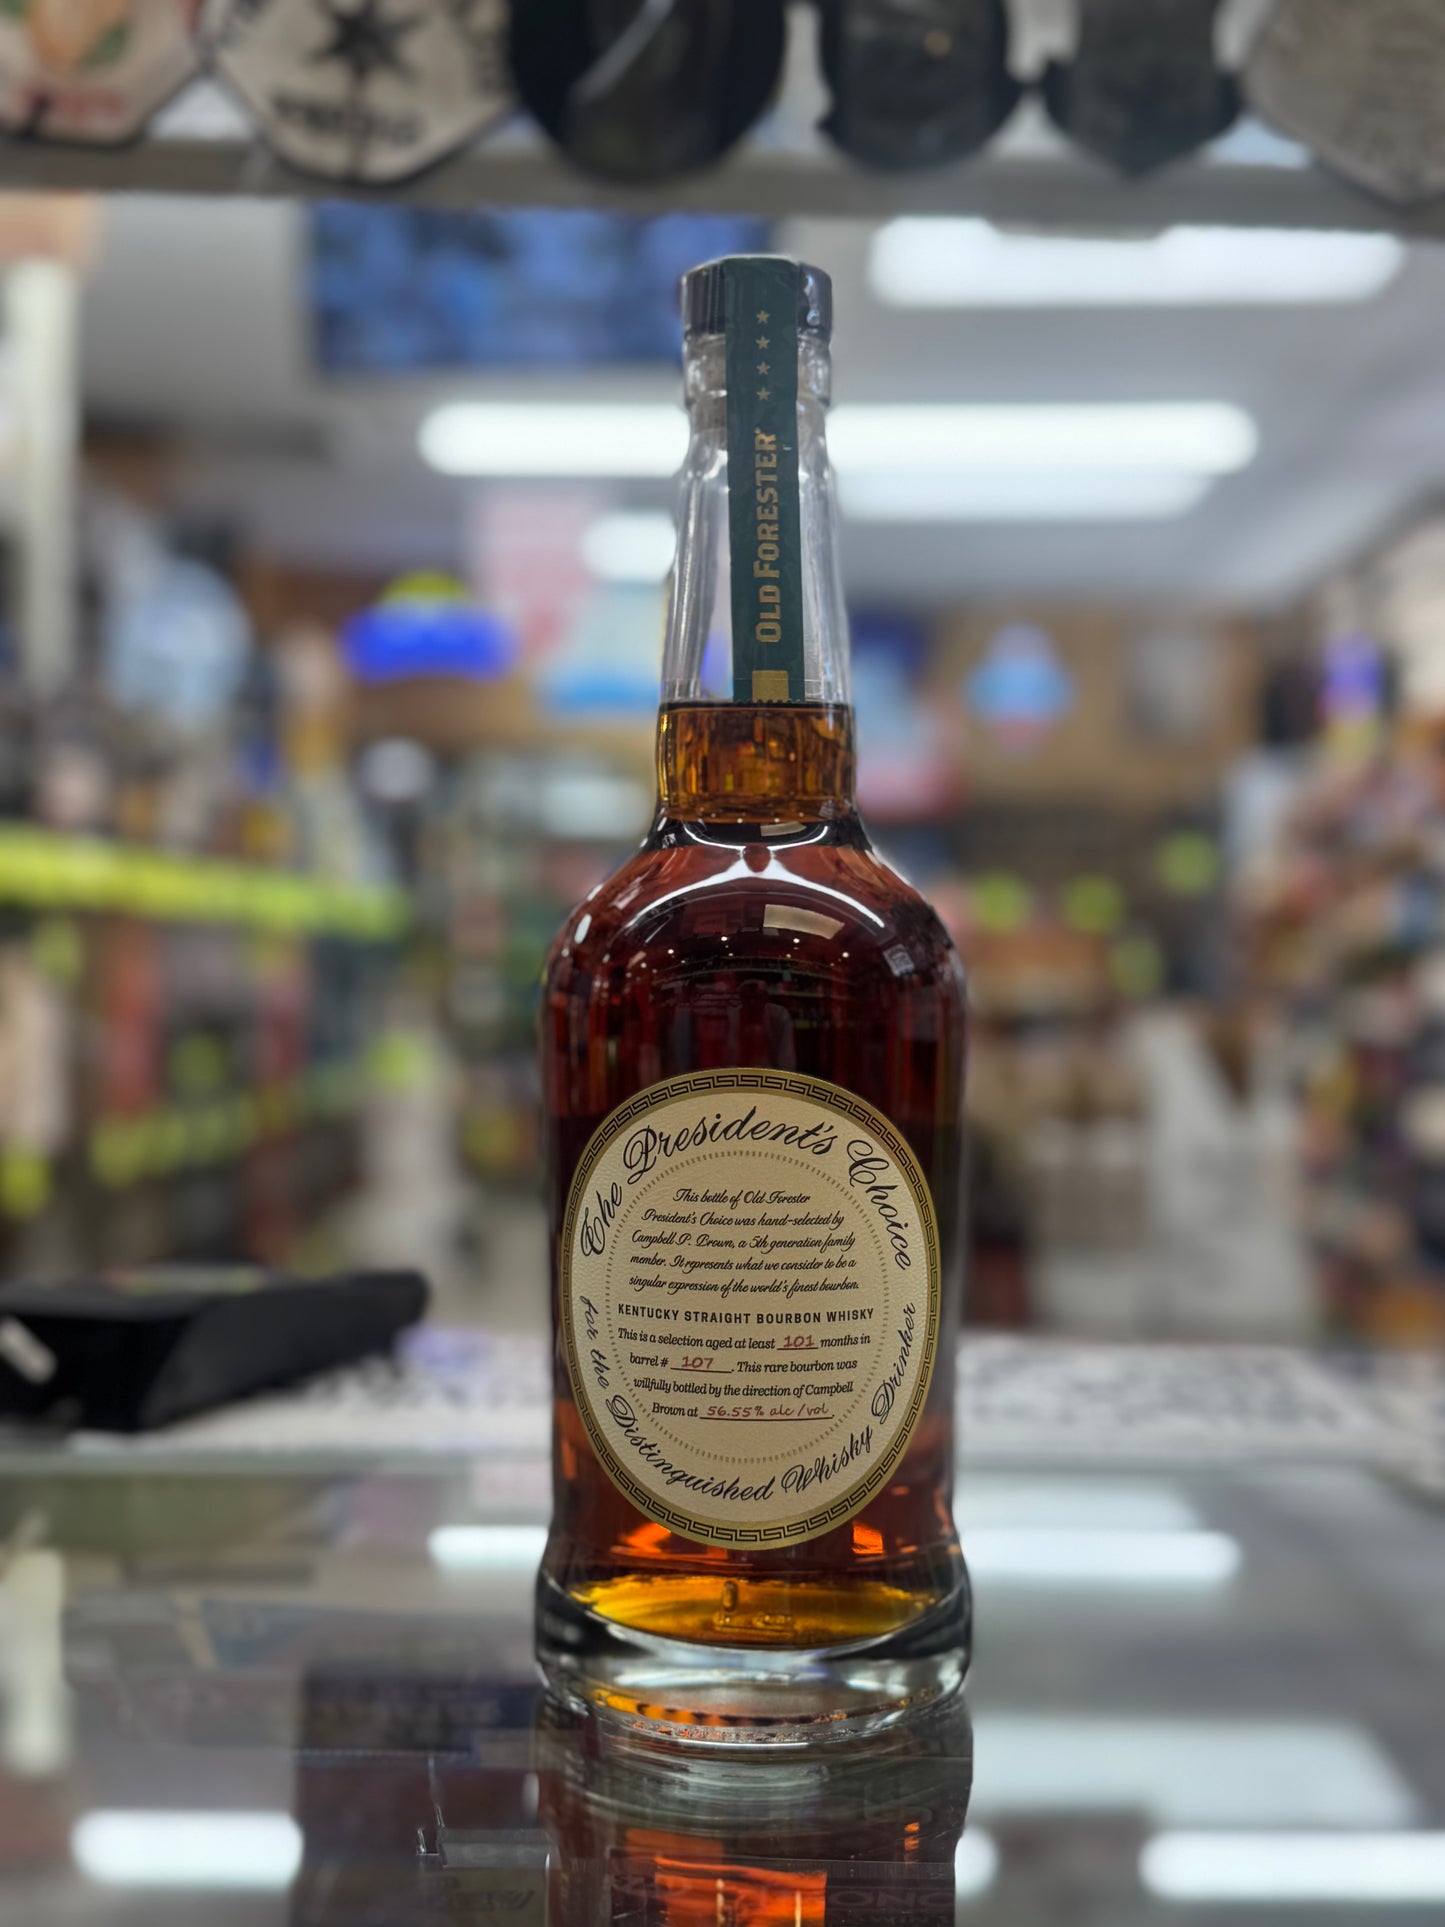 OLD FORESTER
The President's Choice
This bottle of Old Forester
President's Choice was hand-selected by
Campbell P. Brown, a 5th generation family
member. It represents what we consider to be a
singular expression of the world's finest bourbon.
KENTUCKY STRAIGHT BOURBON WHISKY
This is a selection aged at least 101 months in
barrel # 107. This rare bourbon was
willfully bottled by the direction of Campbell
Brown at 56.55% alc/vol.
for the Distinguished Whisky Drinker